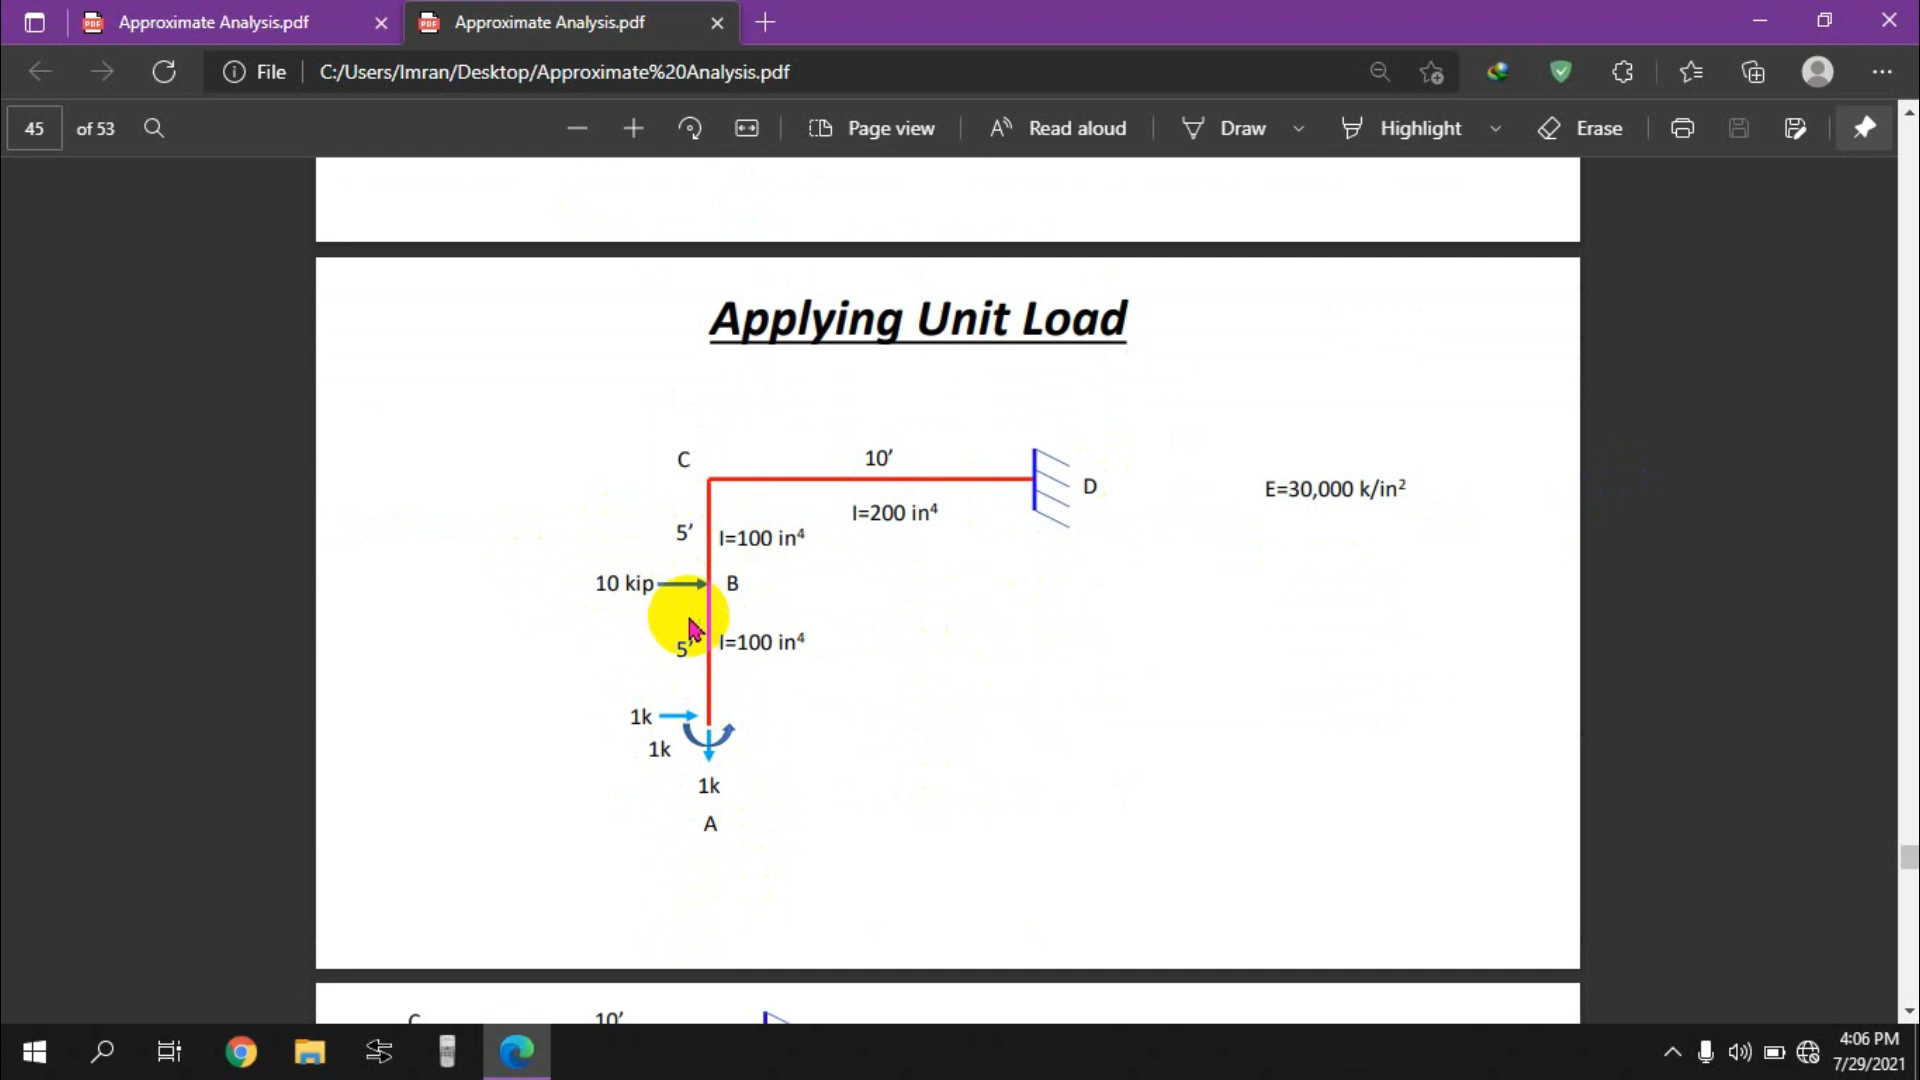 Approximate Analysis.pdf
Approximate Analysis.pdf
File
C:/Users/Imran/Desktop/Approximate%20Analysis.pdf
45 of 53
Page view
Read aloud
Draw
Highlight
Erase
Applying Unit Load
C
10’
D
E=30,000 k/in²
I=200 in⁴
5’
I=100 in⁴
10 kip
B
5’
I=100 in⁴
1k
1k
1k
A
C
10’
4:06 PM
7/29/2021